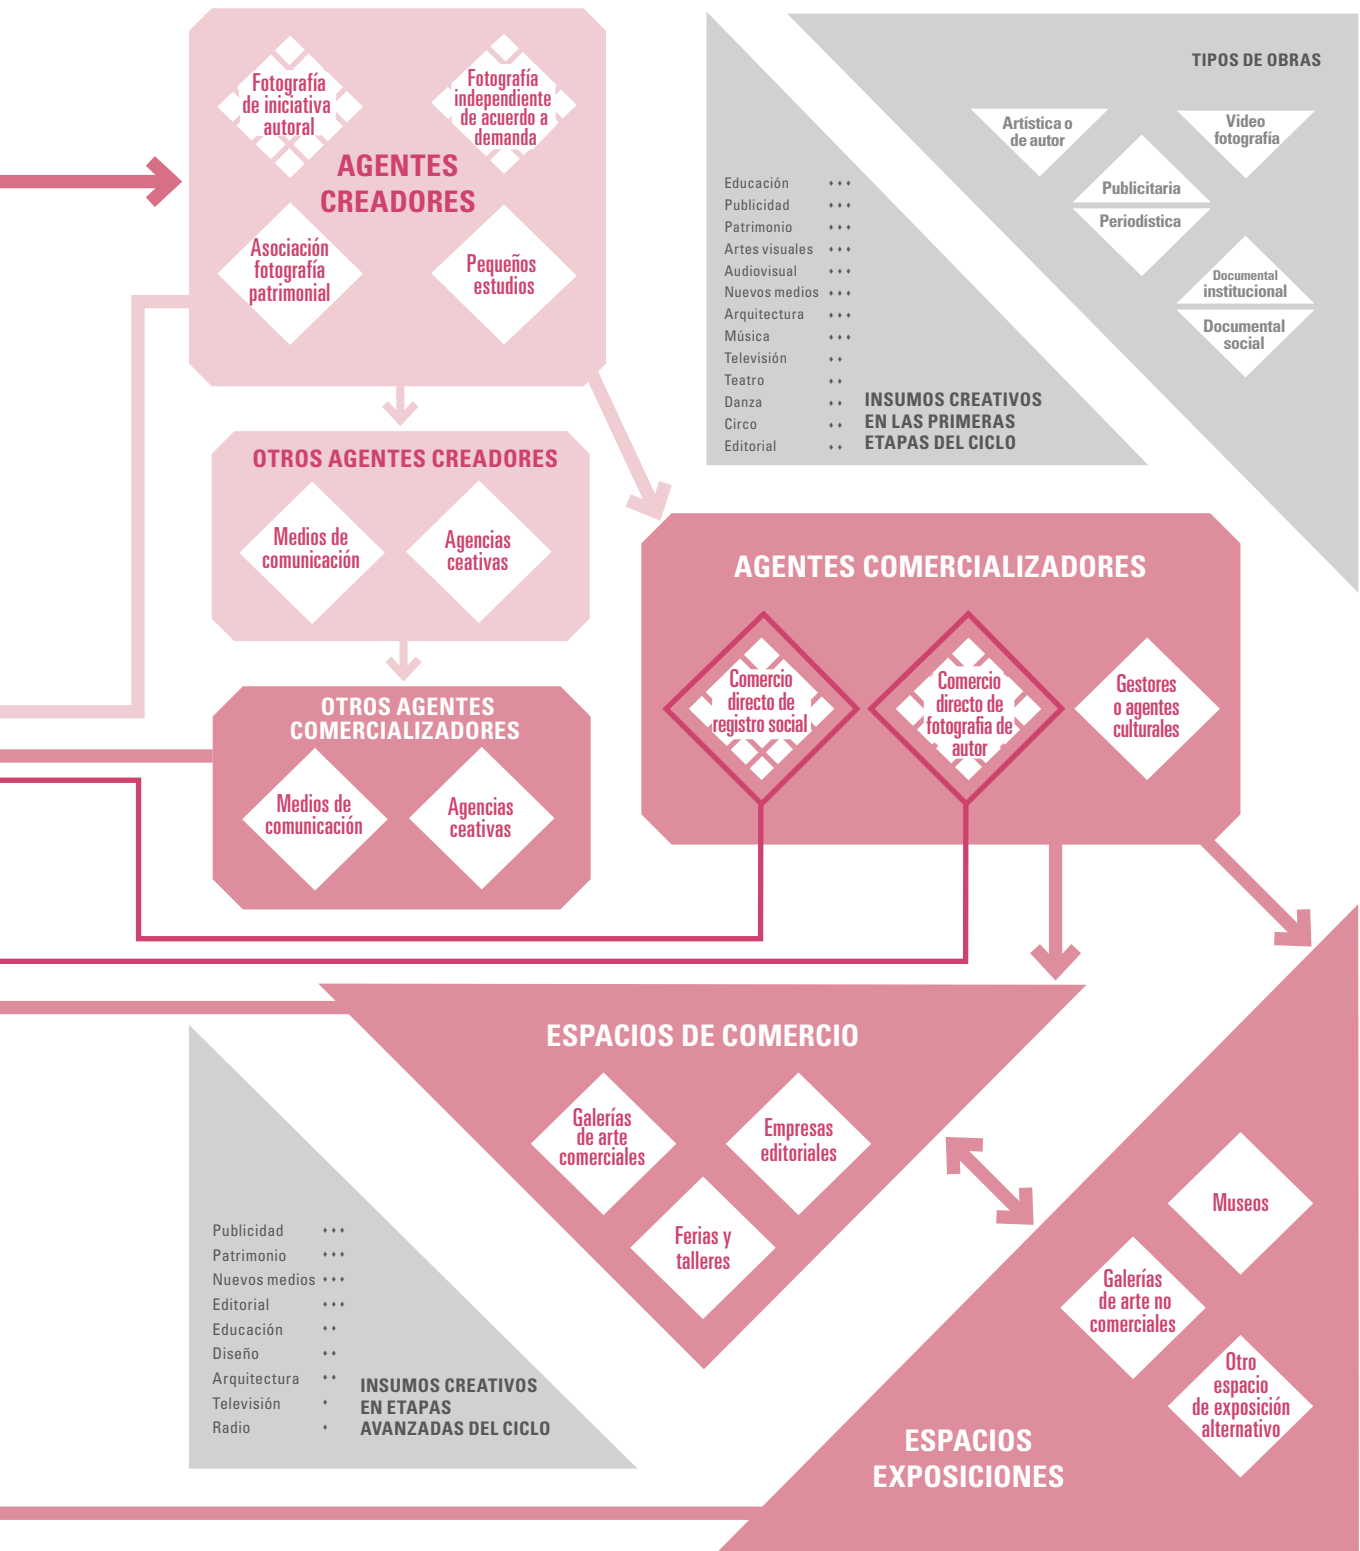 Fotografía
de iniciativa
autoral
Fotografía
independiente
de acuerdo a
demanda
AGENTES
CREADORES
Asociación
fotografía
patrimonial
Pequeños
estudios
OTROS AGENTES CREADORES
Medios de
comunicación
Agencias
ceativas
OTROS AGENTES
COMERCIALIZADORES
Medios de
comunicación
Agencias
ceativas
TIPOS DE OBRAS
Artística o
de autor
Video
fotografía
Publicitaria
Periodística
Documental
institucional
Documental
social
Educación ♦♦♦
Publicidad ♦♦♦
Patrimonio ♦♦♦
Artes visuales ♦♦♦
Audiovisual ♦♦♦
Nuevos medios ♦♦♦
Arquitectura ♦♦♦
Música ♦♦♦
Televisión ♦♦
Teatro ♦♦
Danza ♦♦
Circo ♦♦
Editorial ♦♦
INSUMOS CREATIVOS
EN LAS PRIMERAS
ETAPAS DEL CICLO
AGENTES COMERCIALIZADORES
Comercio
directo de
registro social
Comercio
directo de
fotografia de
autor
Gestores
o agentes
culturales
ESPACIOS DE COMERCIO
Galerías
de arte
comerciales
Empresas
editoriales
Ferias y
talleres
Publicidad ♦♦♦
Patrimonio ♦♦♦
Nuevos medios ♦♦♦
Editorial ♦♦♦
Educación ♦♦
Diseño ♦♦
Arquitectura ♦♦
Televisión ♦
Radio ♦
INSUMOS CREATIVOS
EN ETAPAS
AVANZADAS DEL CICLO
Museos
Galerías
de arte no
comerciales
Otro
espacio
de exposición
alternativo
ESPACIOS
EXPOSICIONES